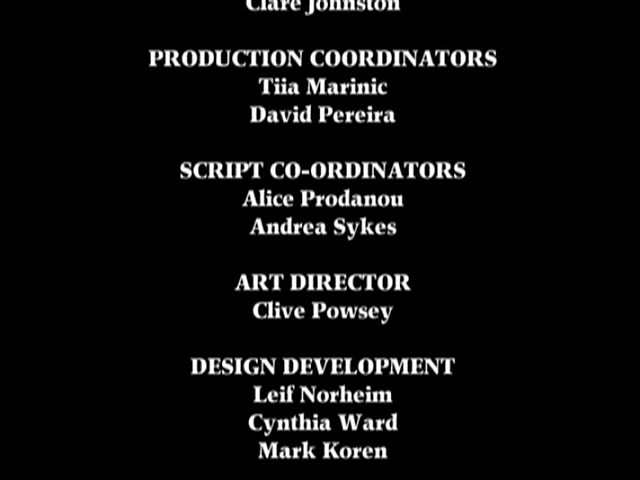 Clare Johnston
PRODUCTION COORDINATORS
Tiia Marinic
David Pereira
SCRIPT CO-ORDINATORS
Alice Prodanou
Andrea Sykes
ART DIRECTOR
Clive Powsey
DESIGN DEVELOPMENT
Leif Norheim
Cynthia Ward
Mark Koren